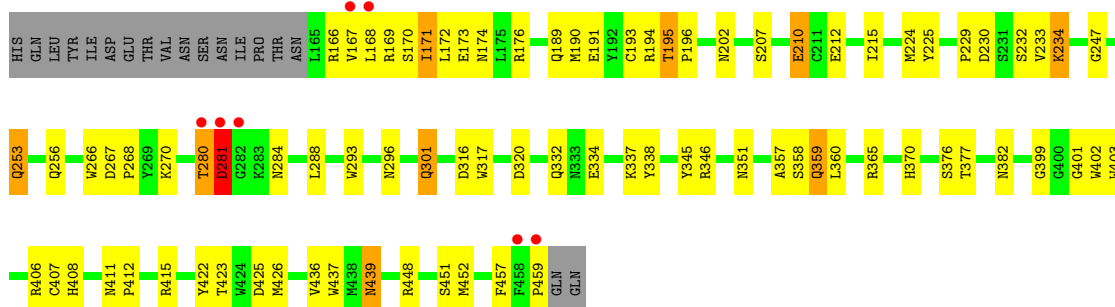 HIS GLN LEU TYR ILE ASP GLU THR VAL ASN SER ASN ILE PRO THR ASN L165 R166 V167 L168 R169 S170 I171 L172 E173 N174 L175 R176 Q189 M190 E191 Y192 C193 R194 T195 P196 N202 S207 E210 C211 E212 I215 M224 Y225 P229 D230 S231 S232 V233 K234 G247
Q253 Q256 W266 D267 P268 Y269 K270 T280 D281 G282 K283 N284 L288 W293 N296 Q301 D316 W317 D320 Q332 N333 E334 K337 Y338 Y345 R346 N351 A357 S358 Q359 L360 R365 H370 S376 T377 N382 G399 G400 G401 W402
R406 C407 H408 N411 P412 R415 Y422 T423 W424 D425 M426 V436 W437 M438 N439 R448 S451 M452 F457 F458 P459 GLN GLN